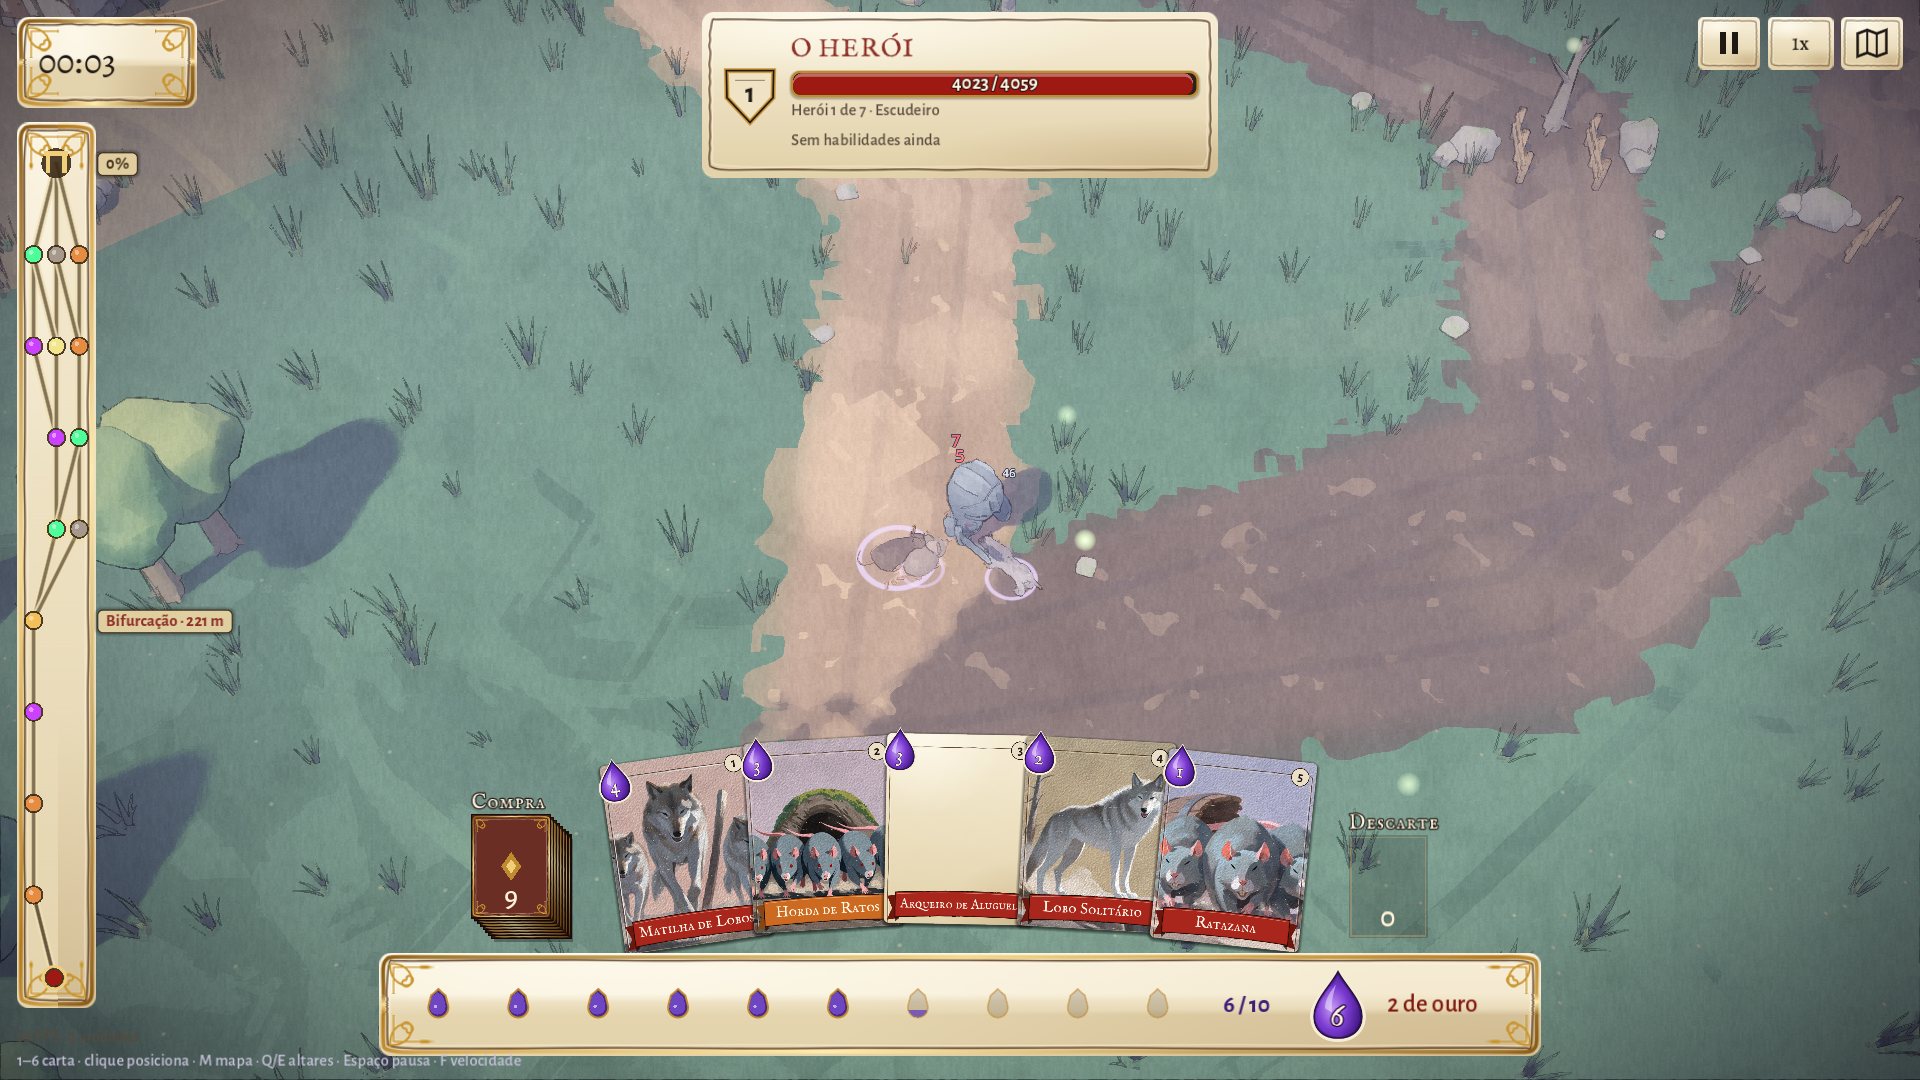 00:03
O HERÓI
1
4023 / 4059
Herói 1 de 7 · Escudeiro
Sem habilidades ainda
1x
0%
Bifurcação · 221 m
7
5
46
Compra
9
4
1
Matilha de Lobos
3
2
Horda de Ratos
3
3
Arqueiro de Aluguel
2
4
Lobo Solitário
1
5
Ratazana
Descarte
0
6 / 10
6
2 de ouro
1–6 carta · clique posiciona · M mapa · Q/E altares · Espaço pausa · F velocidade